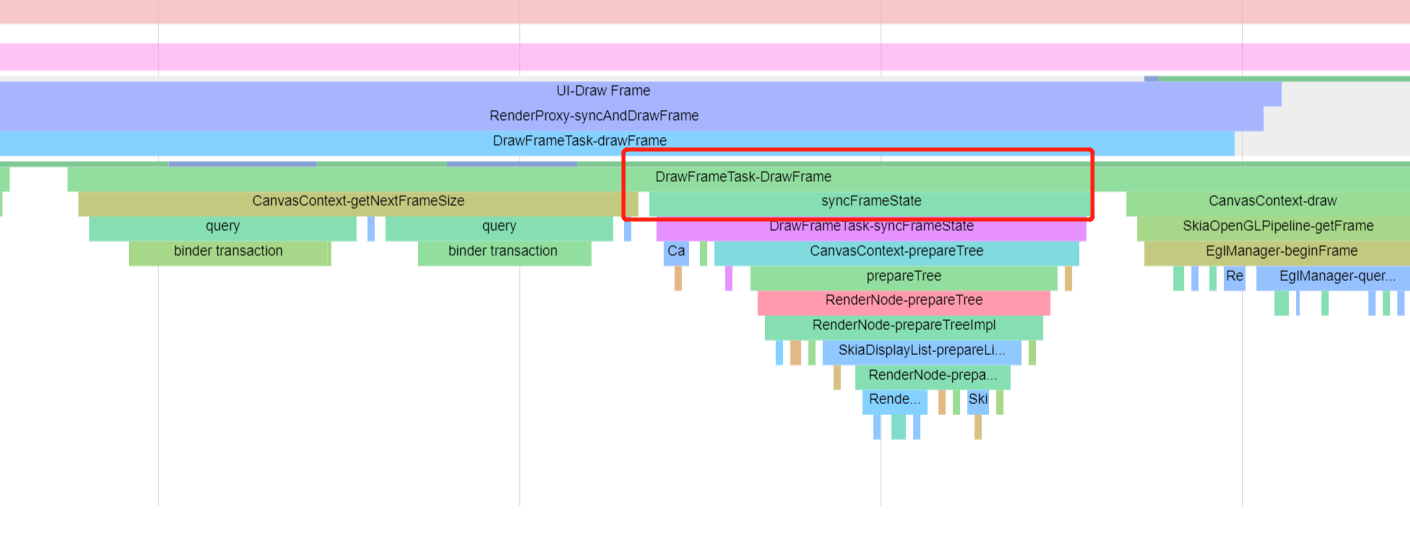 UI-Draw Frame
RenderProxy-syncAndDrawFrame
DrawFrameTask-drawFrame
DrawFrameTask-DrawFrame
CanvasContext-getNextFrameSize syncFrameState CanvasContext-draw
query query DrawFrameTask-syncFrameState SkiaOpenGLPipeline-getFrame
binder transaction binder transaction Ca CanvasContext-prepareTree EglManager-beginFrame
prepareTree Re EglManager-quer...
RenderNode-prepareTree
RenderNode-prepareTreeImpl
SkiaDisplayList-prepareLi...
RenderNode-prepa...
Rende... Ski